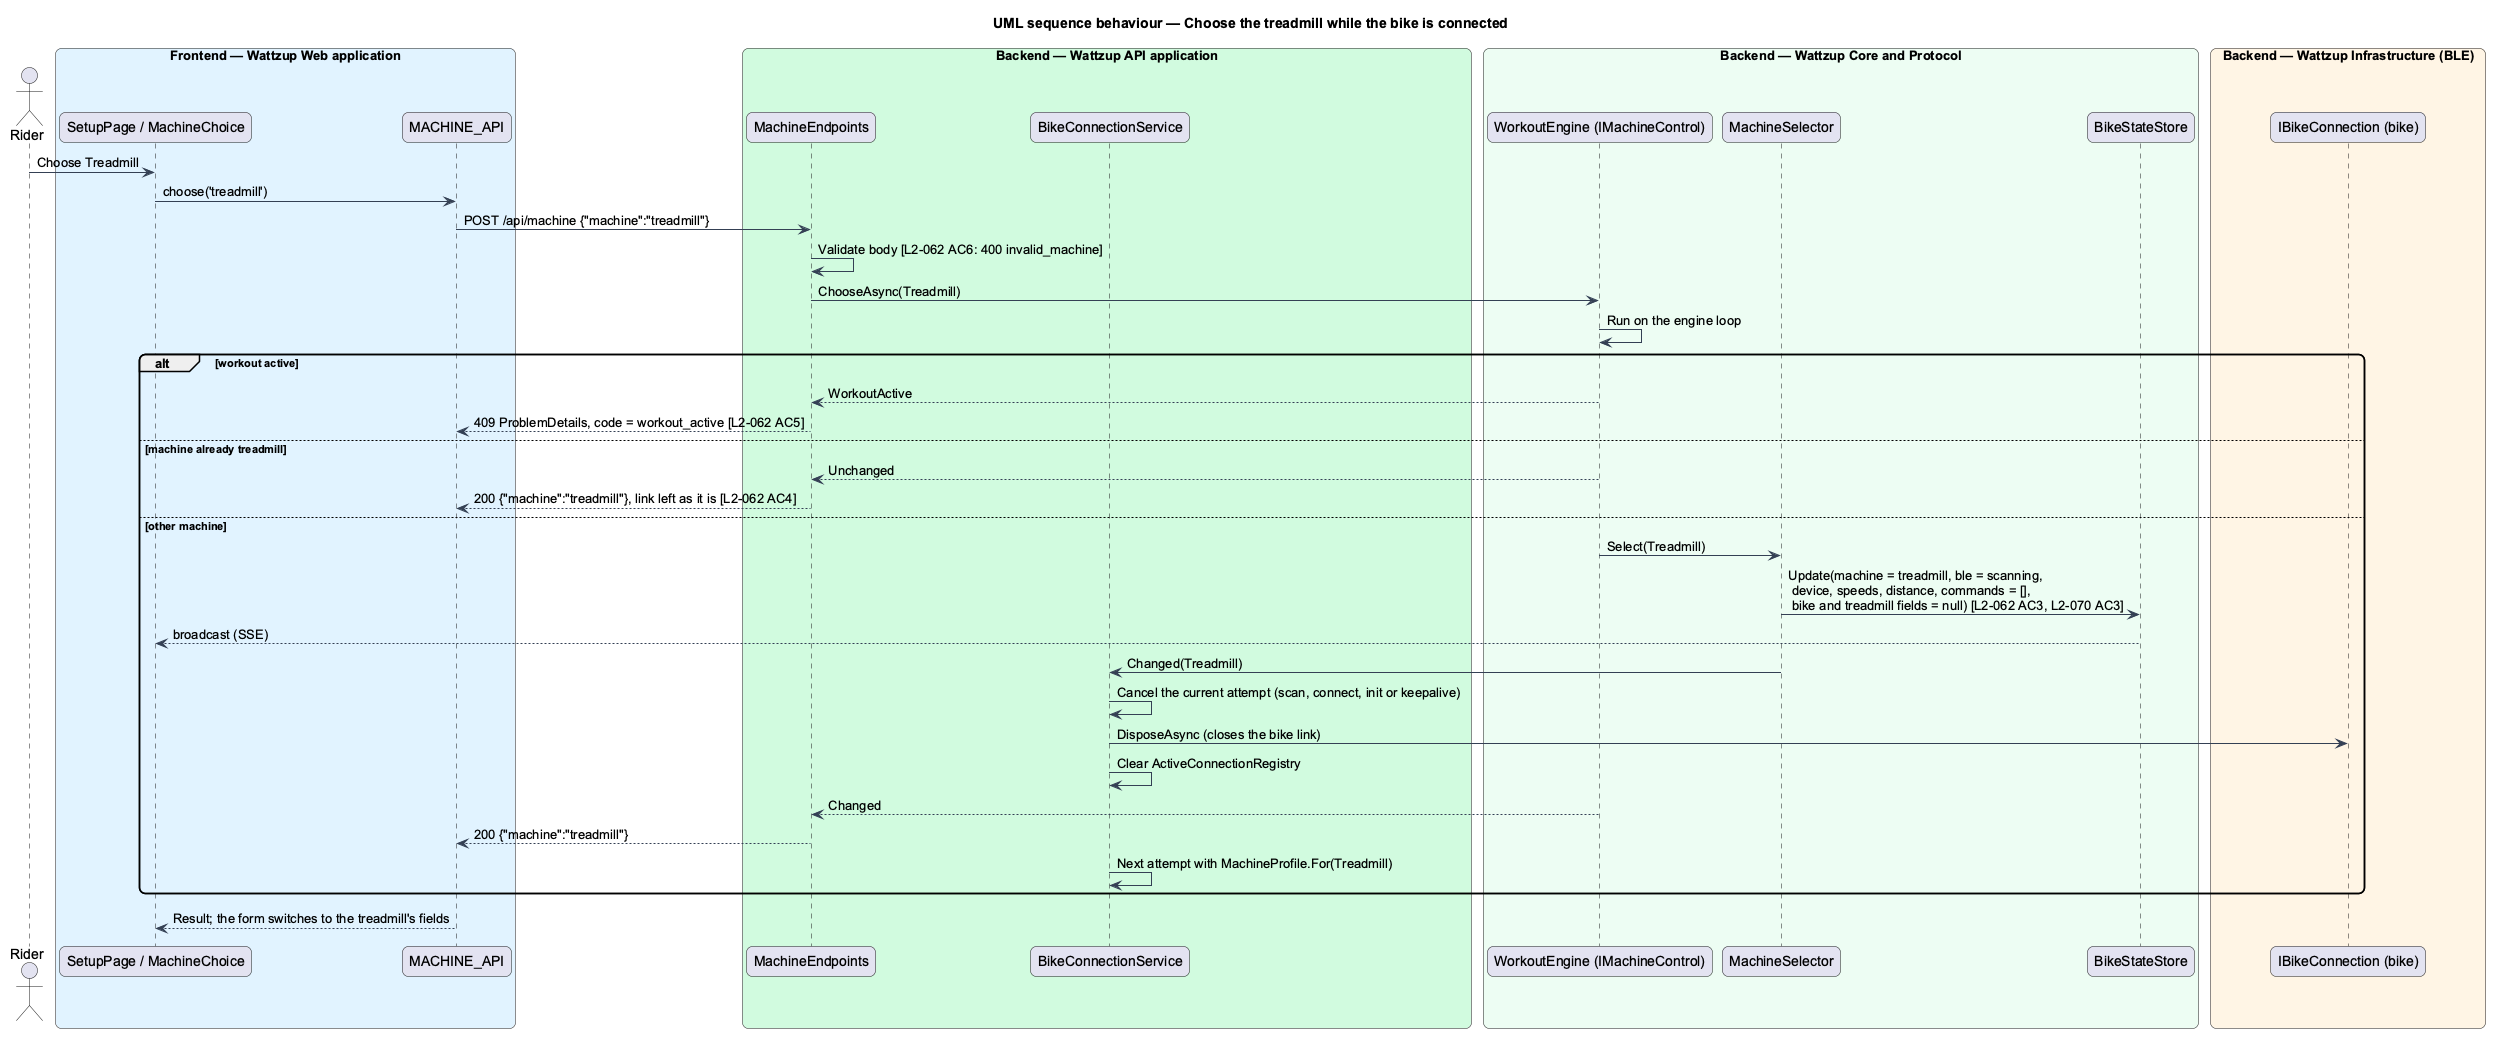 UML sequence behaviour — Choose the treadmill while the bike is connected
Frontend — Wattzup Web application
Backend — Wattzup API application
Backend — Wattzup Core and Protocol
Backend — Wattzup Infrastructure (BLE)
Rider
SetupPage / MachineChoice
MACHINE_API
MachineEndpoints
BikeConnectionService
WorkoutEngine (IMachineControl)
MachineSelector
BikeStateStore
IBikeConnection (bike)
Choose Treadmill
choose('treadmill')
POST /api/machine {"machine":"treadmill"}
Validate body [L2-062 AC6: 400 invalid_machine]
ChooseAsync(Treadmill)
Run on the engine loop
alt
[workout active]
WorkoutActive
409 ProblemDetails, code = workout_active [L2-062 AC5]
[machine already treadmill]
Unchanged
200 {"machine":"treadmill"}, link left as it is [L2-062 AC4]
[other machine]
Select(Treadmill)
Update(machine = treadmill, ble = scanning,
device, speeds, distance, commands = [],
bike and treadmill fields = null) [L2-062 AC3, L2-070 AC3]
broadcast (SSE)
Changed(Treadmill)
Cancel the current attempt (scan, connect, init or keepalive)
DisposeAsync (closes the bike link)
Clear ActiveConnectionRegistry
Changed
200 {"machine":"treadmill"}
Next attempt with MachineProfile.For(Treadmill)
Result; the form switches to the treadmill's fields
Rider
SetupPage / MachineChoice
MACHINE_API
MachineEndpoints
BikeConnectionService
WorkoutEngine (IMachineControl)
MachineSelector
BikeStateStore
IBikeConnection (bike)